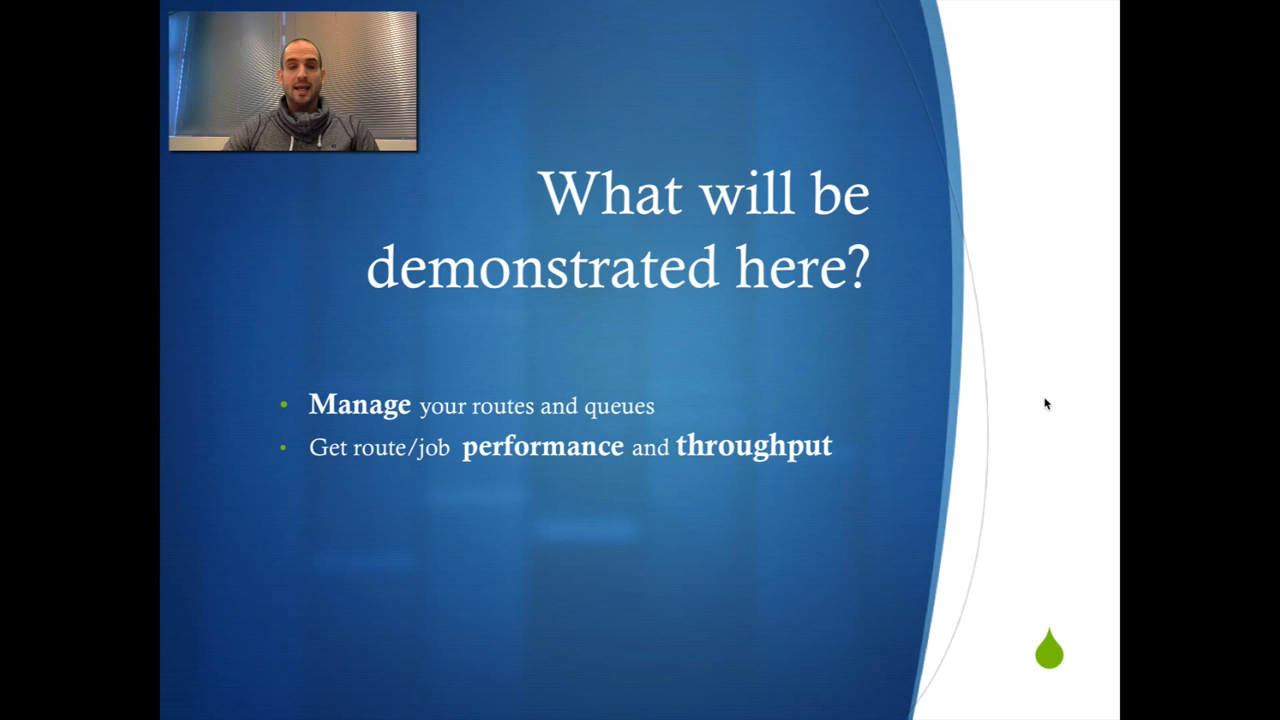 What will be
demonstrated here?
• Manage your routes and queues
• Get route/job performance and throughput